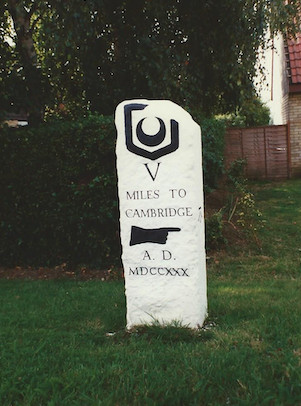 V
MILES TO
CAMBRIDGE
A. D.
MDCCXXX